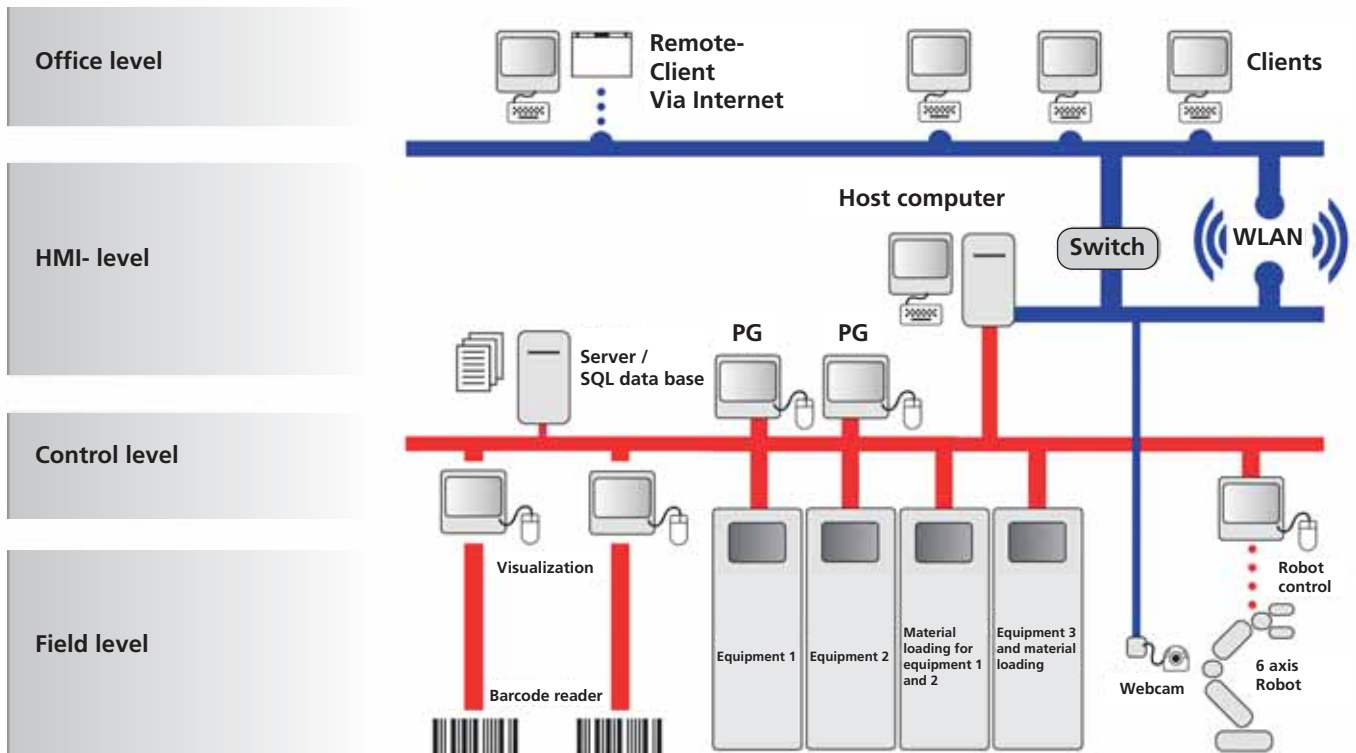 Office level
Remote-
Client
Via Internet
Clients
HMI- level
Host computer
Switch
WLAN
Server /
SQL data base
PG
PG
Control level
Visualization
Robot
control
Field level
Equipment 1
Equipment 2
Material
loading for
equipment 1
and 2
Equipment 3
and material
loading
Webcam
6 axis
Robot
Barcode reader